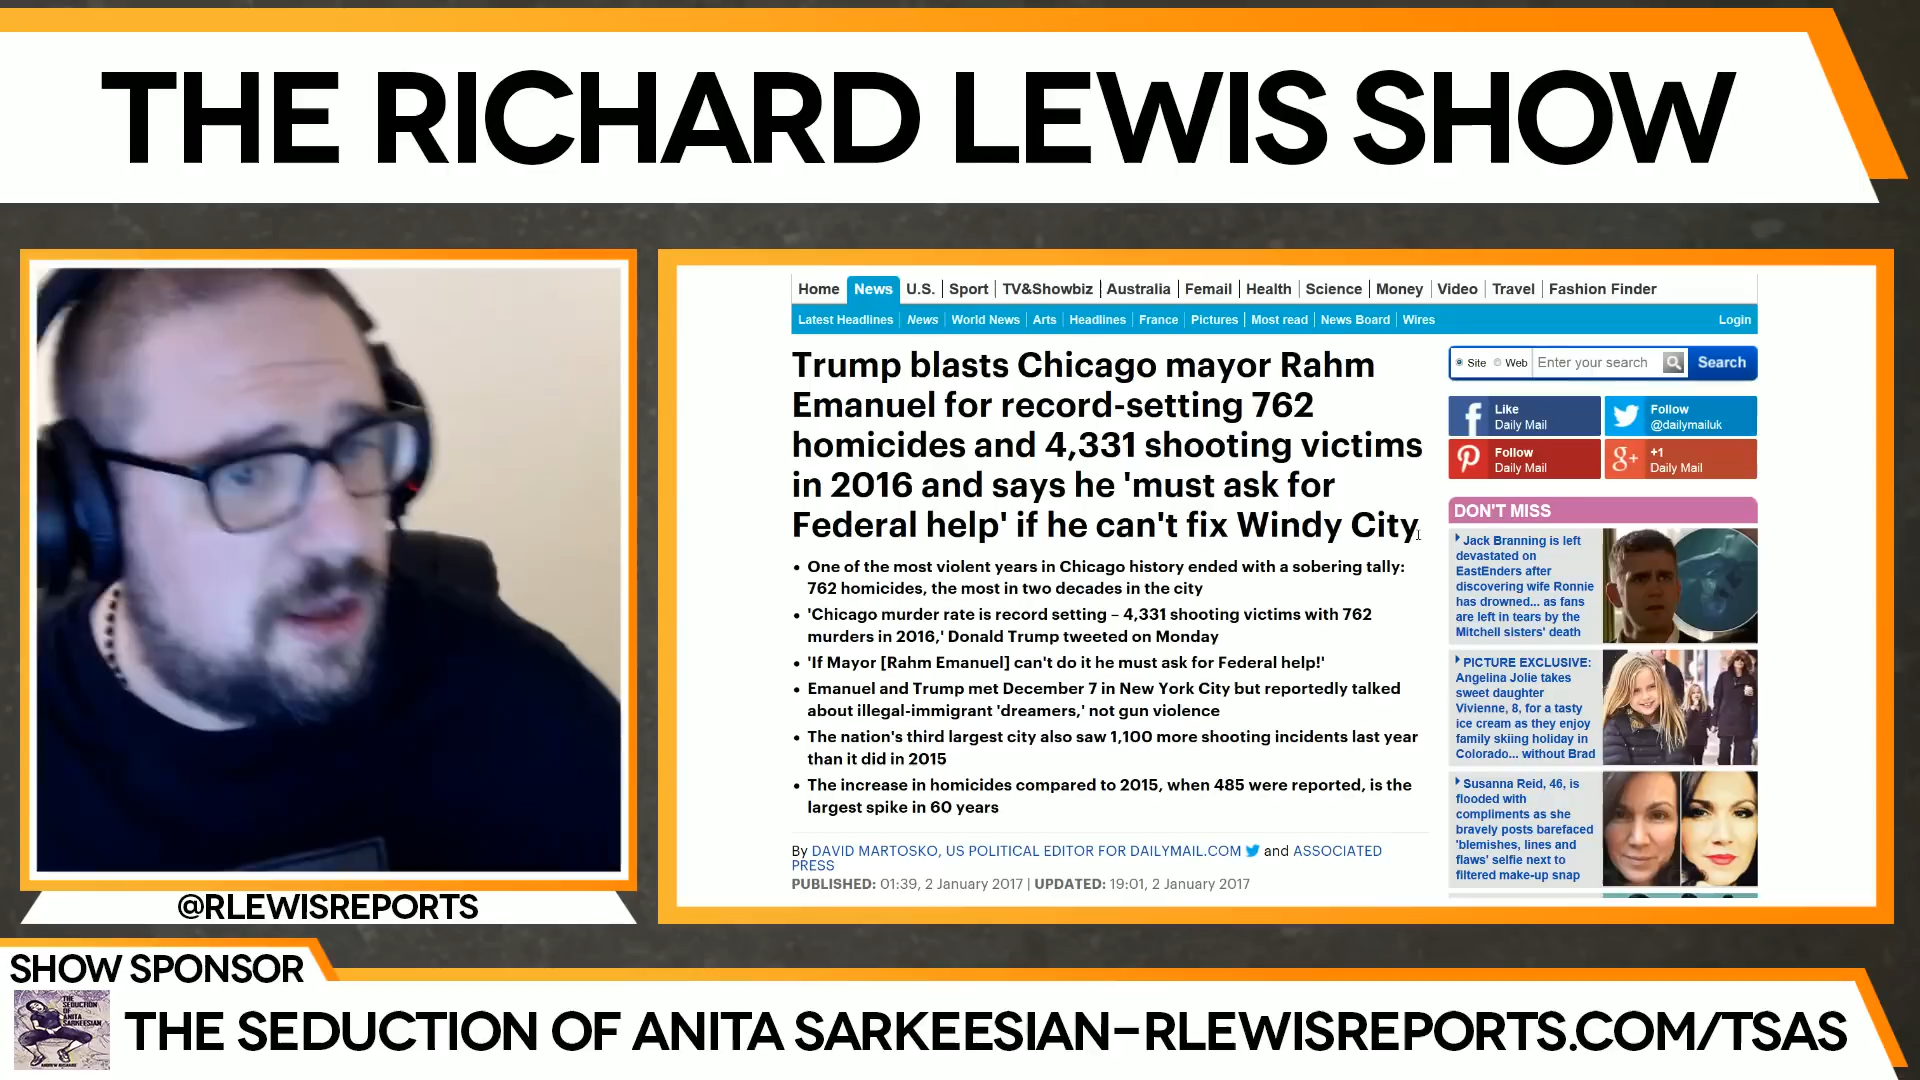 THE RICHARD LEWIS SHOW
Home News U.S. Sport TV&Showbiz Australia Femail Health Science Money Video Travel Fashion Finder
Latest Headlines News World News Arts Headlines France Pictures Most read News Board Wires Login
Trump blasts Chicago mayor Rahm
Emanuel for record-setting 762
homicides and 4,331 shooting victims
in 2016 and says he 'must ask for
Federal help' if he can't fix Windy City
• One of the most violent years in Chicago history ended with a sobering tally:
762 homicides, the most in two decades in the city
• 'Chicago murder rate is record setting – 4,331 shooting victims with 762
murders in 2016,' Donald Trump tweeted on Monday
• 'If Mayor [Rahm Emanuel] can't do it he must ask for Federal help!'
• Emanuel and Trump met December 7 in New York City but reportedly talked
about illegal-immigrant 'dreamers,' not gun violence
• The nation's third largest city also saw 1,100 more shooting incidents last year
than it did in 2015
• The increase in homicides compared to 2015, when 485 were reported, is the
largest spike in 60 years
By DAVID MARTOSKO, US POLITICAL EDITOR FOR DAILYMAIL.COM and ASSOCIATED
PRESS
PUBLISHED: 01:39, 2 January 2017 | UPDATED: 19:01, 2 January 2017
Site Web Enter your search Search
Like
Daily Mail
Follow
@dailymailuk
Follow
Daily Mail
+1
Daily Mail
DON'T MISS
Jack Branning is left
devastated on
EastEnders after
discovering wife Ronnie
has drowned... as fans
are left in tears by the
Mitchell sisters' death
PICTURE EXCLUSIVE:
Angelina Jolie takes
sweet daughter
Vivienne, 8, for a tasty
ice cream as they enjoy
family skiing holiday in
Colorado... without Brad
Susanna Reid, 46, is
flooded with
compliments as she
bravely posts barefaced
'blemishes, lines and
flaws' selfie next to
filtered make-up snap
@RLEWISREPORTS
SHOW SPONSOR
THE
SEDUCTION
OF
ANITA
SARKEESIAN
THE SEDUCTION OF ANITA SARKEESIAN–RLEWISREPORTS.COM/TSAS